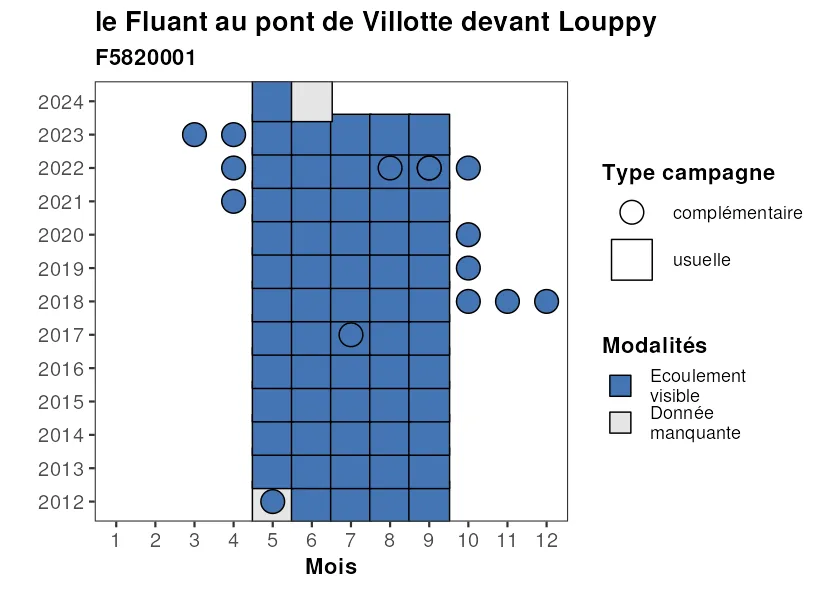 le Fluant au pont de Villotte devant Louppy
F5820001
2024
2023
2022
2021
2020
2019
2018
2017
2016
2015
2014
2013
2012
1 2 3 4 5 6 7 8 9 10 11 12
Mois
Type campagne
complémentaire
usuelle
Modalités
Ecoulement
visible
Donnée
manquante